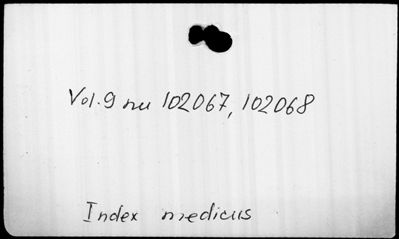 Vol. 9 nu 102067, 102068
Index medicus